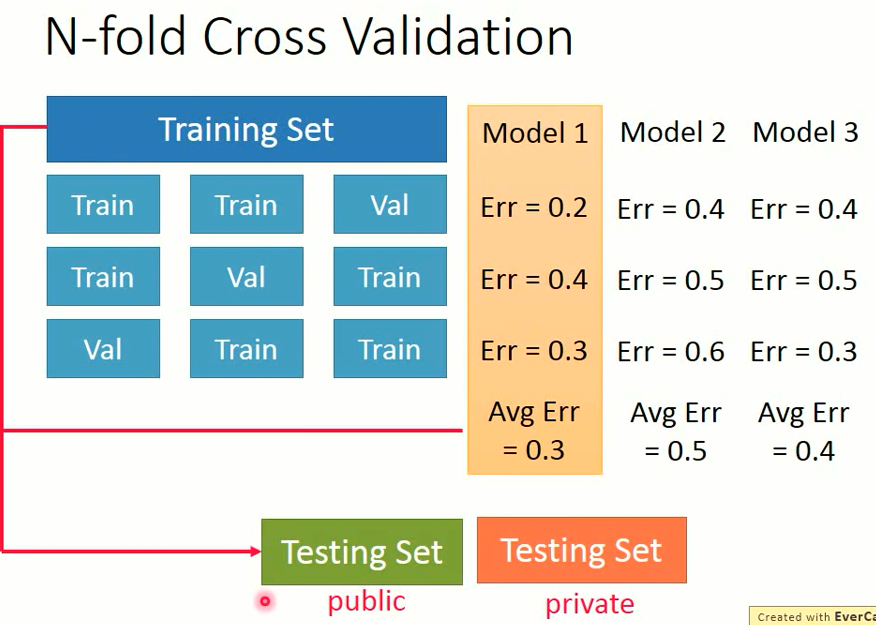 N-fold Cross Validation
Training Set
Model 1 Model 2 Model 3
Train Train Val
Err = 0.2 Err = 0.4 Err = 0.4
Train Val Train
Err = 0.4 Err = 0.5 Err = 0.5
Val Train Train
Err = 0.3 Err = 0.6 Err = 0.3
Avg Err Avg Err Avg Err
= 0.3 = 0.5 = 0.4
Testing Set Testing Set
public private
Created with